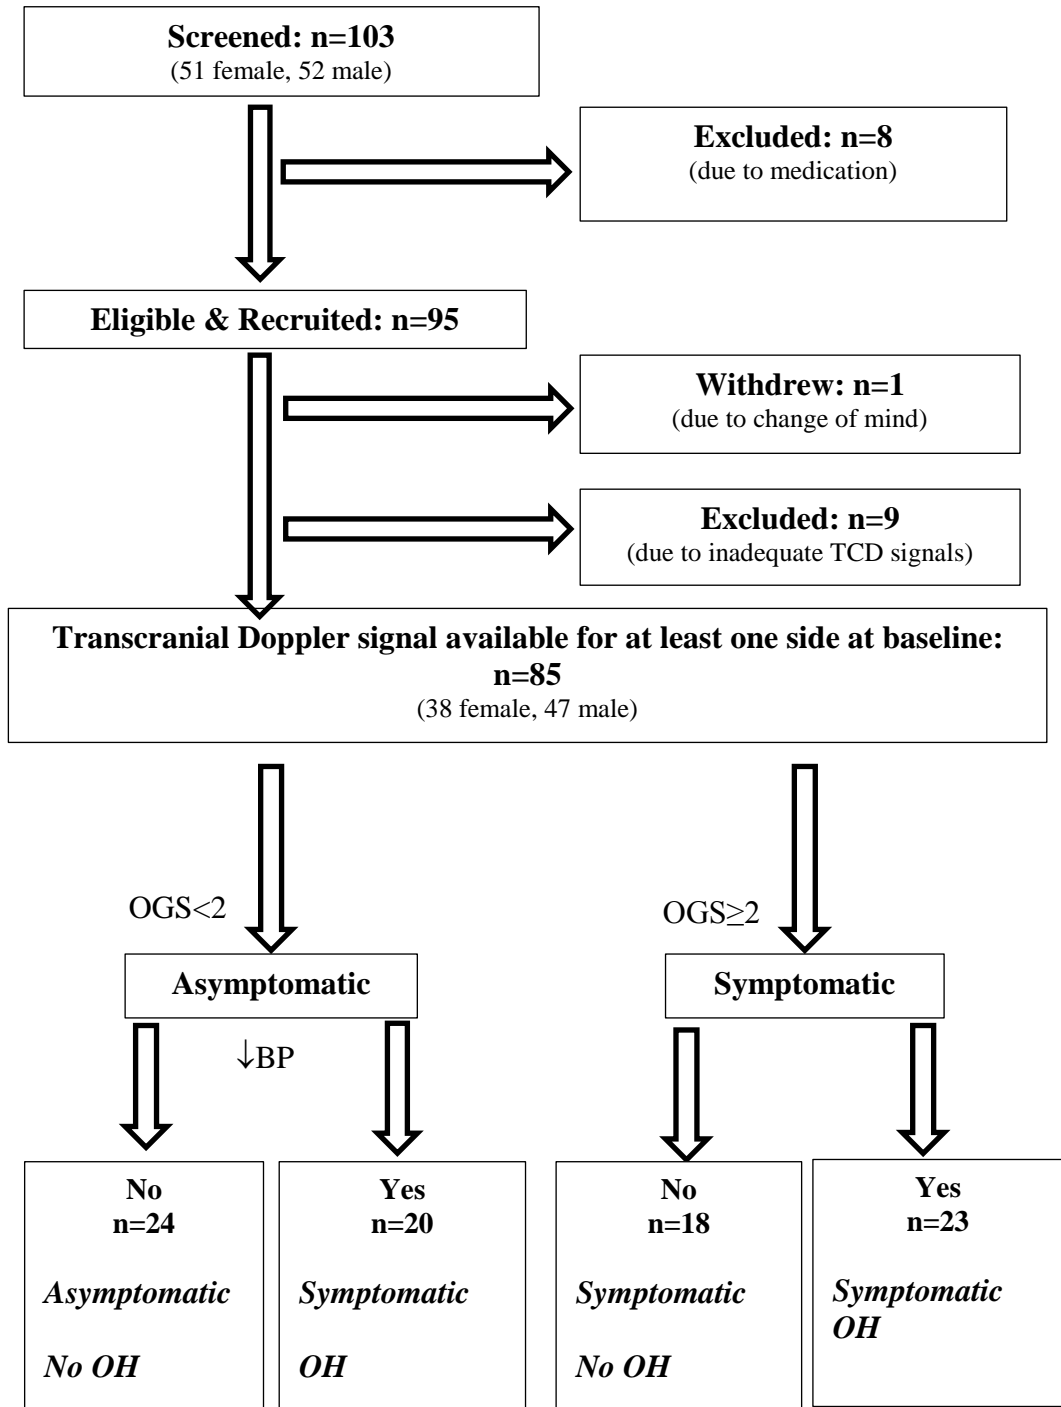 Screened: n=103
(51 female, 52 male)
Excluded: n=8
(due to medication)
Eligible & Recruited: n=95
Withdrew: n=1
(due to change of mind)
Excluded: n=9
(due to inadequate TCD signals)
Transcranial Doppler signal available for at least one side at baseline:
n=85
(38 female, 47 male)
OGS<2
OGS≥2
Asymptomatic
Symptomatic
↓BP
No
n=24
Asymptomatic
No OH
Yes
n=20
Symptomatic
OH
No
n=18
Symptomatic
No OH
Yes
n=23
Symptomatic
OH